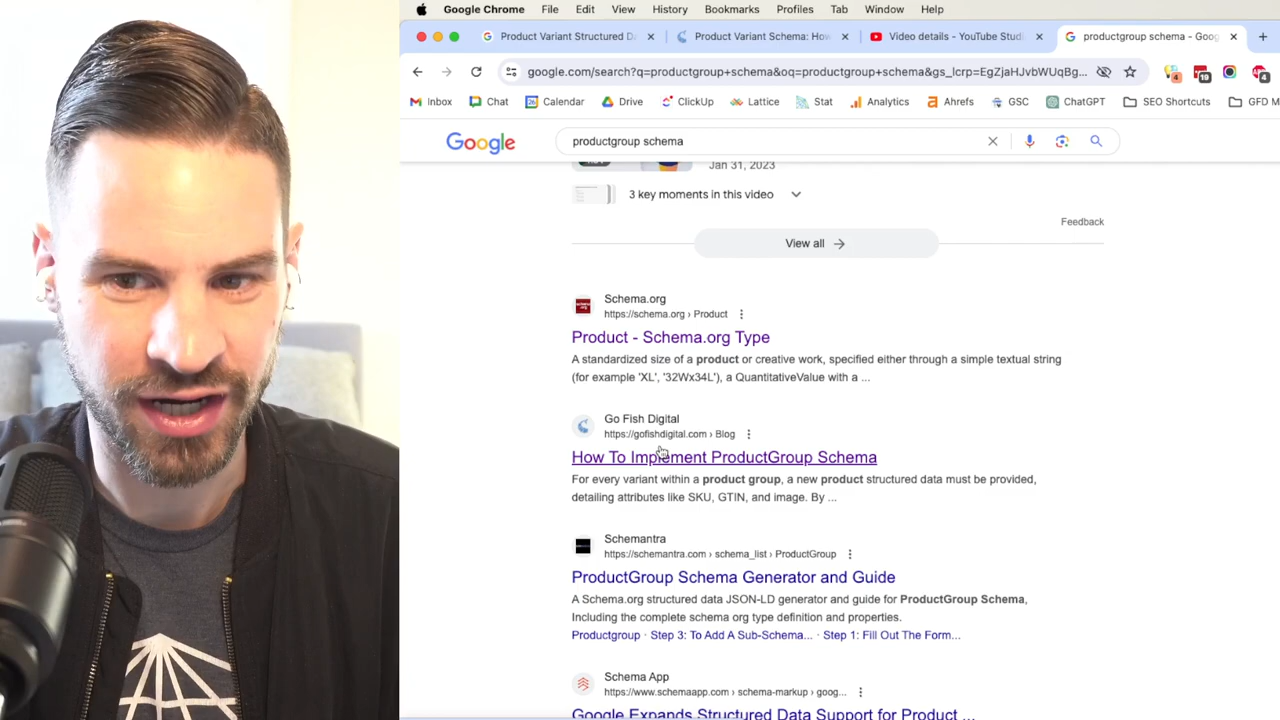 Google Chrome File Edit View History Bookmarks Profiles Tab Window Help
Product Variant Structured D
Product Variant Schema: How
Video details - YouTube Studi
productgroup schema - Goog
google.com/search?q=productgroup+schema&oq=productgroup+schema&gs_lcrp=EgZjaHJvbWUqBg...
4
19
4
Inbox Chat Calendar Drive ClickUp Lattice Stat Analytics Ahrefs GSC ChatGPT SEO Shortcuts GFD M
Google
productgroup schema
Jan 31, 2023
3 key moments in this video
Feedback
View all
Schema.org
https://schema.org › Product
Product - Schema.org Type
A standardized size of a product or creative work, specified either through a simple textual string
(for example 'XL', '32Wx34L'), a QuantitativeValue with a ...
Go Fish Digital
https://gofishdigital.com › Blog
How To Implement ProductGroup Schema
For every variant within a product group, a new product structured data must be provided,
detailing attributes like SKU, GTIN, and image. By ...
Schemantra
https://schemantra.com › schema_list › ProductGroup
ProductGroup Schema Generator and Guide
A Schema.org structured data JSON-LD generator and guide for ProductGroup Schema,
Including the complete schema org type definition and properties.
Productgroup · Step 3: To Add A Sub-Schema... · Step 1: Fill Out The Form...
Schema App
https://www.schemaapp.com › schema-markup › goog...
Google Expands Structured Data Support for Product ...